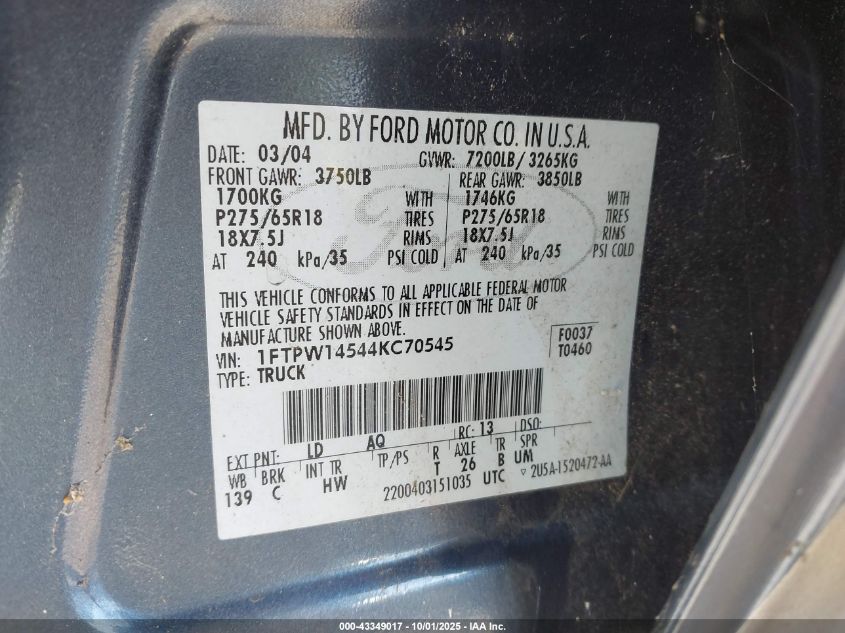 MFD. BY FORD MOTOR CO. IN U.S.A.
DATE: 03/04 GVWR: 7200LB / 3265KG
FRONT GAWR: 3750LB REAR GAWR: 3850LB
1700KG WITH 1746KG WITH
P275/65R18 TIRES P275/65R18 TIRES
18X7.5J RIMS 18X7.5J RIMS
AT 240 kPa/35 PSI COLD AT 240 kPa/35 PSI COLD
Ford
THIS VEHICLE CONFORMS TO ALL APPLICABLE FEDERAL MOTOR
VEHICLE SAFETY STANDARDS IN EFFECT ON THE DATE OF
MANUFACTURE SHOWN ABOVE.
VIN: 1FTPW14544KC70545 F0037
TYPE: TRUCK T0460
EXT PNT: LD AQ RC: 13 DSO:
WB BRK INT TR TP/PS R AXLE TR SPR
139 C HW T 26 B UM
2200403151035 UTC ▽ 2U5A-1520472-AA
000-43349017 - 10/01/2025 - IAA Inc.